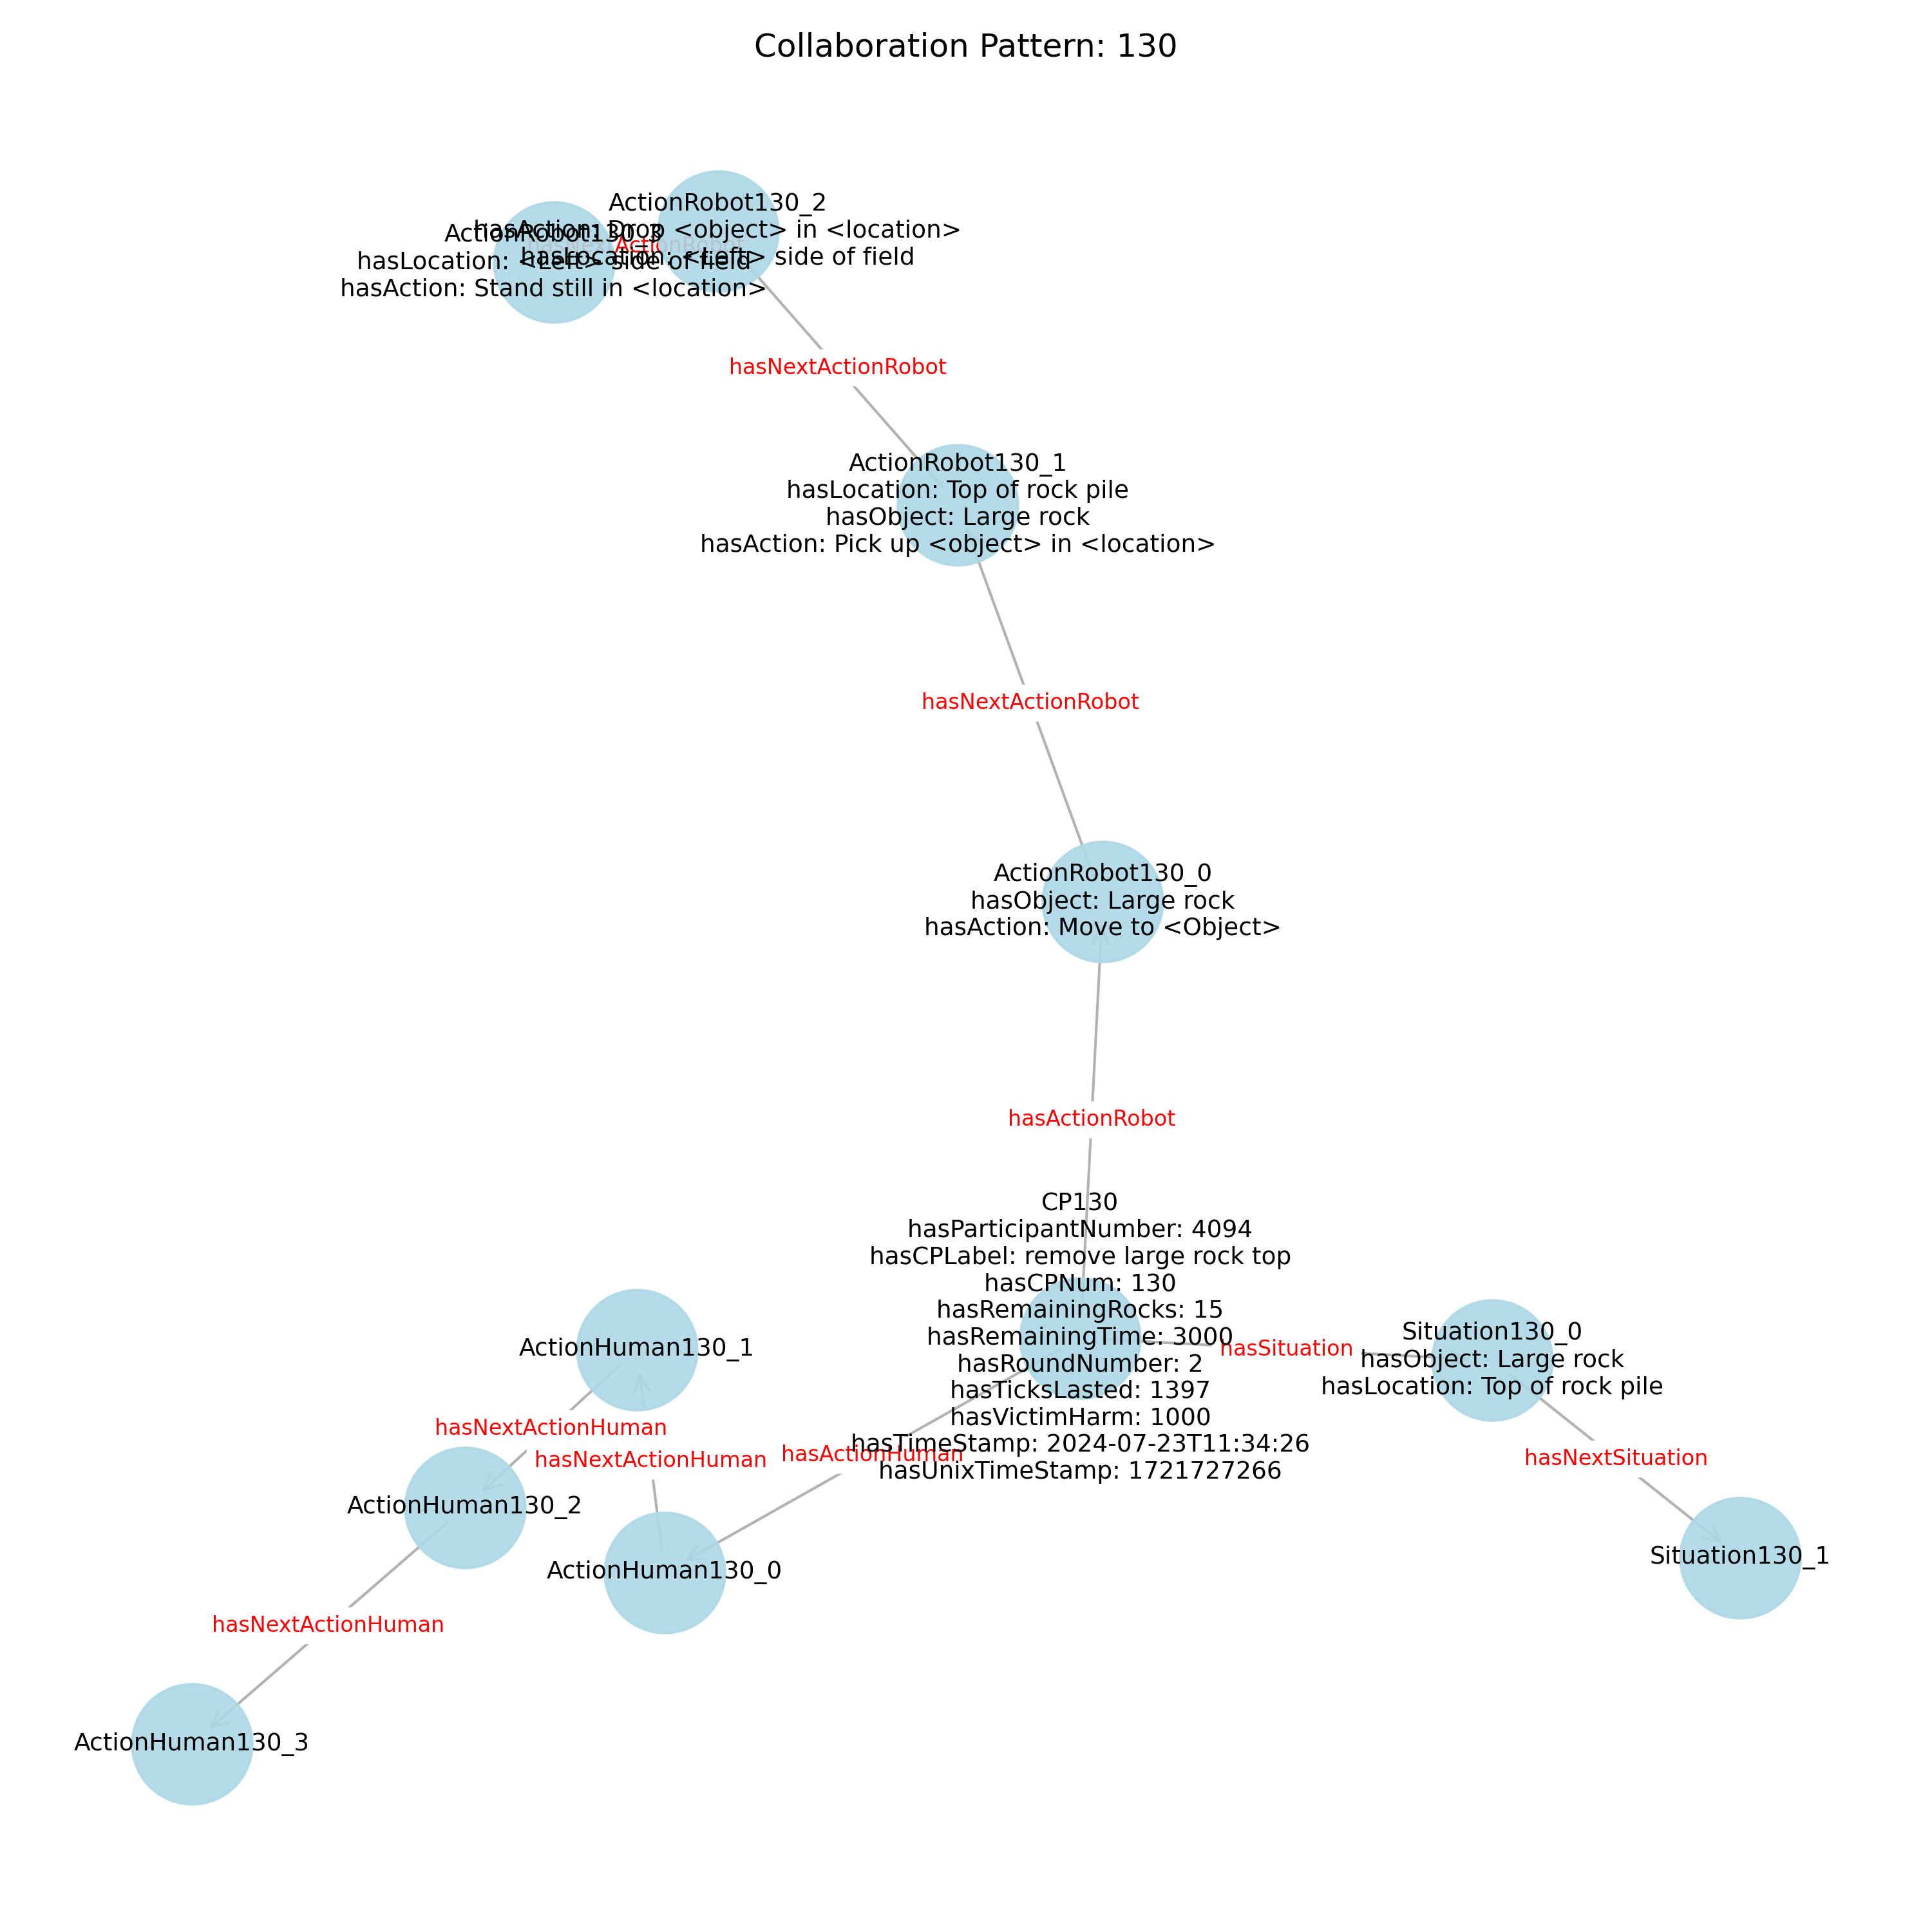 Collaboration Pattern: 130
ActionRobot130_2
hasAction: Drop <object> in <location>
hasLocation: <Left> side of field
ActionRobot130_3
hasLocation: <Left> side of field
hasAction: Stand still in <location>
hasNextActionRobot
hasNextActionRobot
ActionRobot130_1
hasLocation: Top of rock pile
hasObject: Large rock
hasAction: Pick up <object> in <location>
hasNextActionRobot
ActionRobot130_0
hasObject: Large rock
hasAction: Move to <Object>
hasActionRobot
CP130
hasParticipantNumber: 4094
hasCPLabel: remove large rock top
hasCPNum: 130
hasRemainingRocks: 15
hasRemainingTime: 3000
hasRoundNumber: 2
hasTicksLasted: 1397
hasVictimHarm: 1000
hasTimeStamp: 2024-07-23T11:34:26
hasUnixTimeStamp: 1721727266
hasSituation
Situation130_0
hasObject: Large rock
hasLocation: Top of rock pile
hasNextSituation
Situation130_1
hasActionHuman
ActionHuman130_1
hasNextActionHuman
hasNextActionHuman
ActionHuman130_2
ActionHuman130_0
hasNextActionHuman
ActionHuman130_3